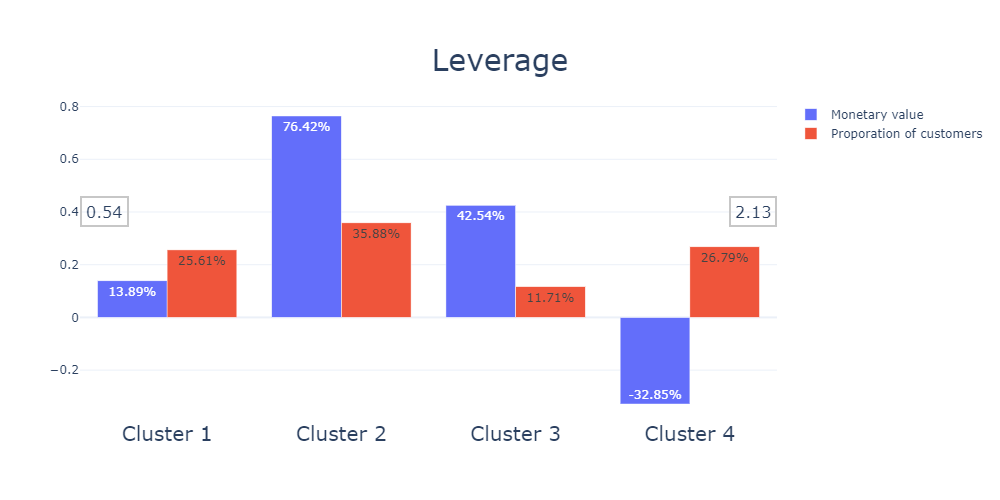 Leverage
Monetary value
Proporation of customers
0.8
0.6
0.4
0.2
0
−0.2
0.54
2.13
13.89%
25.61%
76.42%
35.88%
42.54%
11.71%
-32.85%
26.79%
Cluster 1
Cluster 2
Cluster 3
Cluster 4